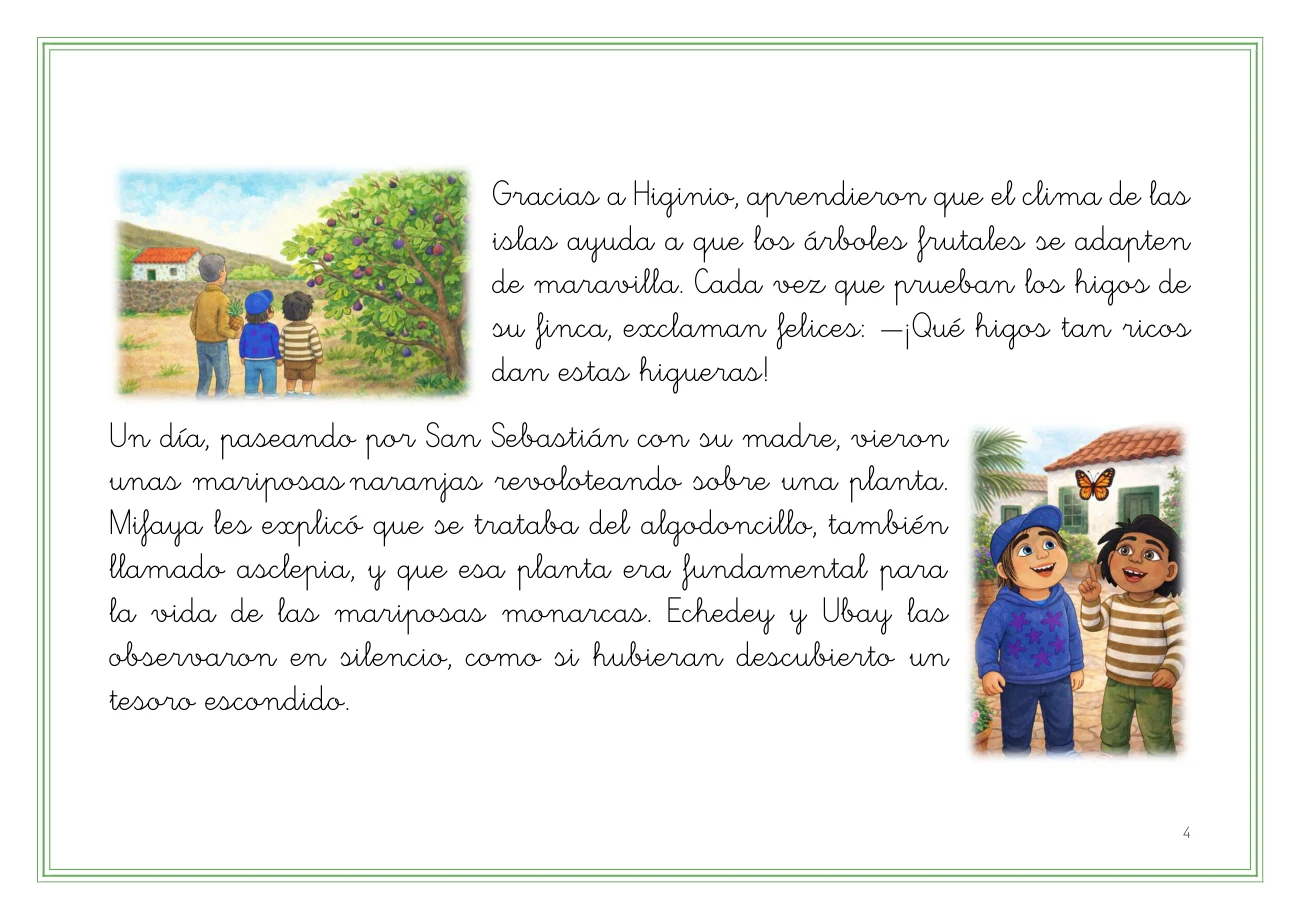 Gracias a Higinio, aprendieron que el clima de las
islas ayuda a que los árboles frutales se adapten
de maravilla. Cada vez que prueban los higos de
su finca, exclaman felices: —¡Qué higos tan ricos
dan estas higueras!
Un día, paseando por San Sebastián con su madre, vieron
unas mariposas naranjas revoloteando sobre una planta.
Mifaya les explicó que se trataba del algodoncillo, también
llamado asclepia, y que esa planta era fundamental para
la vida de las mariposas monarcas. Echedey y Ubay las
observaron en silencio, como si hubieran descubierto un
tesoro escondido.
4